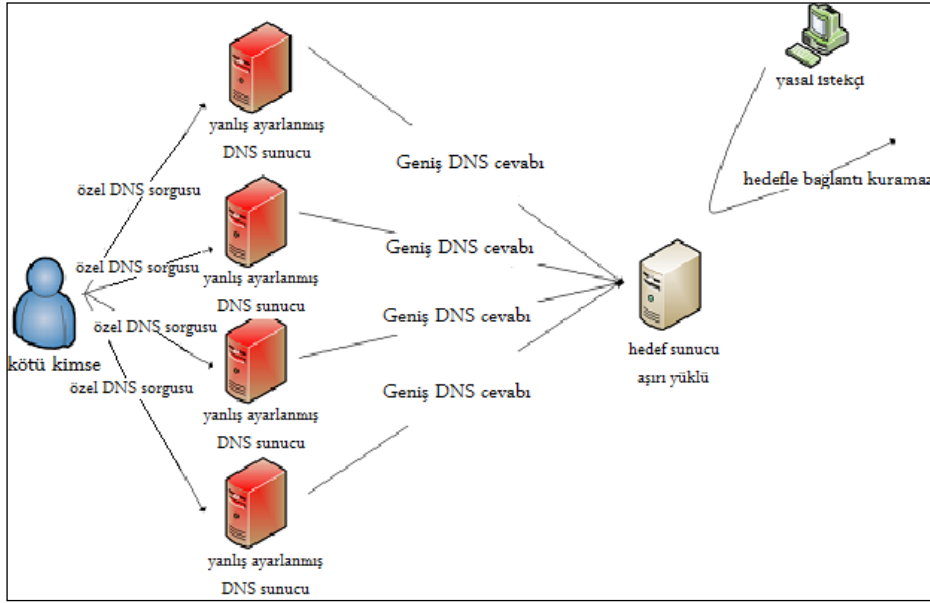 yasal istekçi
yanlış ayarlanmış
DNS sunucu
Geniş DNS cevabı
özel DNS sorgusu
hedefle bağlantı kuramaz
Geniş DNS cevabı
özel DNS sorgusu
yanlış ayarlanmış
DNS sunucu
Geniş DNS cevabı
özel DNS sorgusu
hedef sunucu
aşırı yüklü
kötü kimse
özel DNS sorgusu
Geniş DNS cevabı
yanlış ayarlanmış
DNS sunucu
yanlış ayarlanmış
DNS sunucu